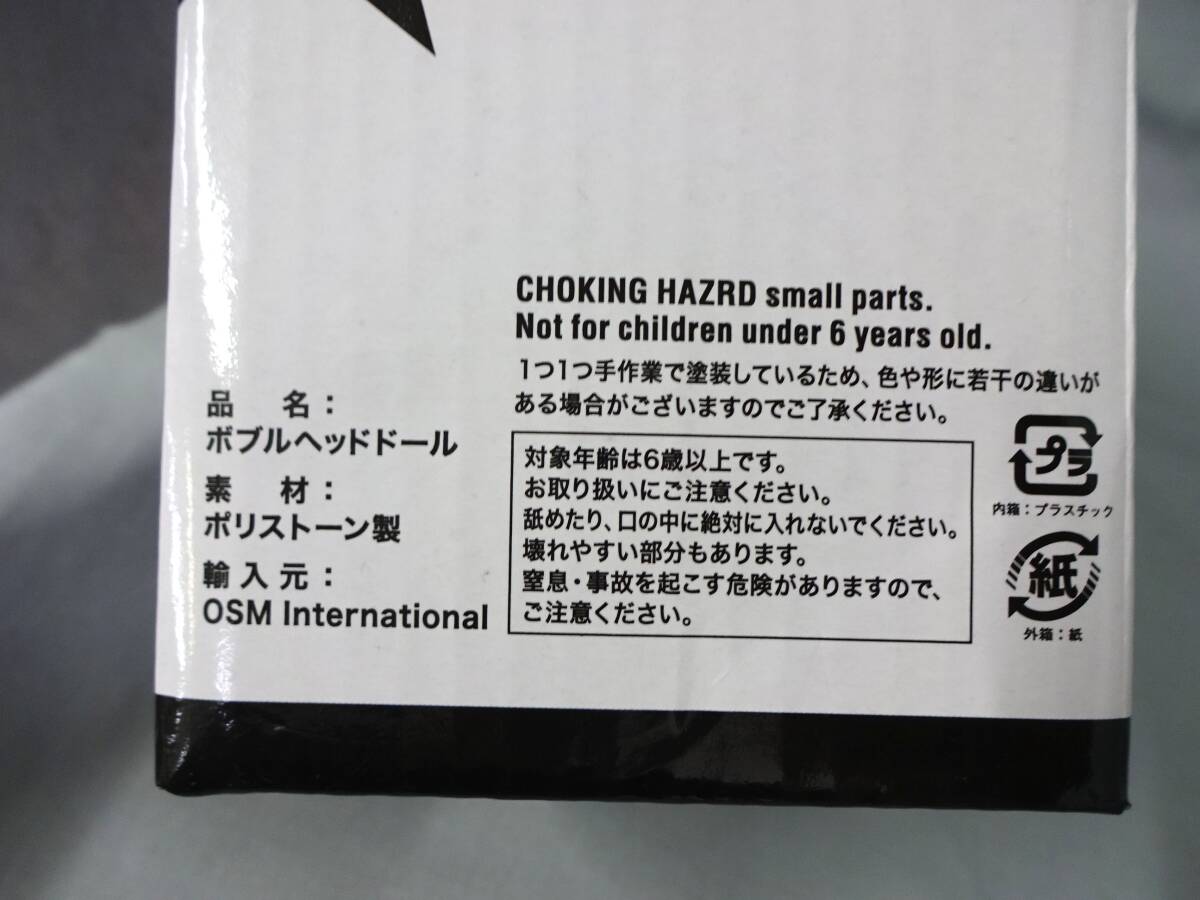 CHOKING HAZRD small parts.
Not for children under 6 years old.
1つ1つ手作業で塗装しているため、色や形に若干の違いが
ある場合がございますのでご了承ください。
品 名：
ボブルヘッドドール
素 材：
ポリストーン製
輸入元：
OSM International
対象年齢は6歳以上です。
お取り扱いにご注意ください。
舐めたり、口の中に絶対に入れないでください。
壊れやすい部分もあります。
窒息・事故を起こす危険がありますので、
ご注意ください。
プラ
内箱：プラスチック
紙
外箱：紙